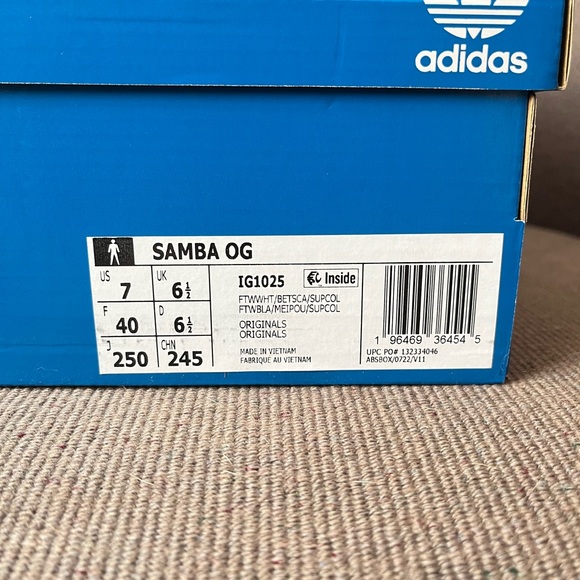 adidas
SAMBA OG
US 7 UK 6½
F 40 D 6½
J 250 CHN 245
IG1025 Inside
FTWWHT/BETSCA/SUPCOL
FTWBLA/MEIPOU/SUPCOL
ORIGINALS
ORIGINALS
MADE IN VIETNAM
FABRIQUE AU VIETNAM
1 96469 36454 5
UPC PO# 132334046
ABSBOX/0722/V11